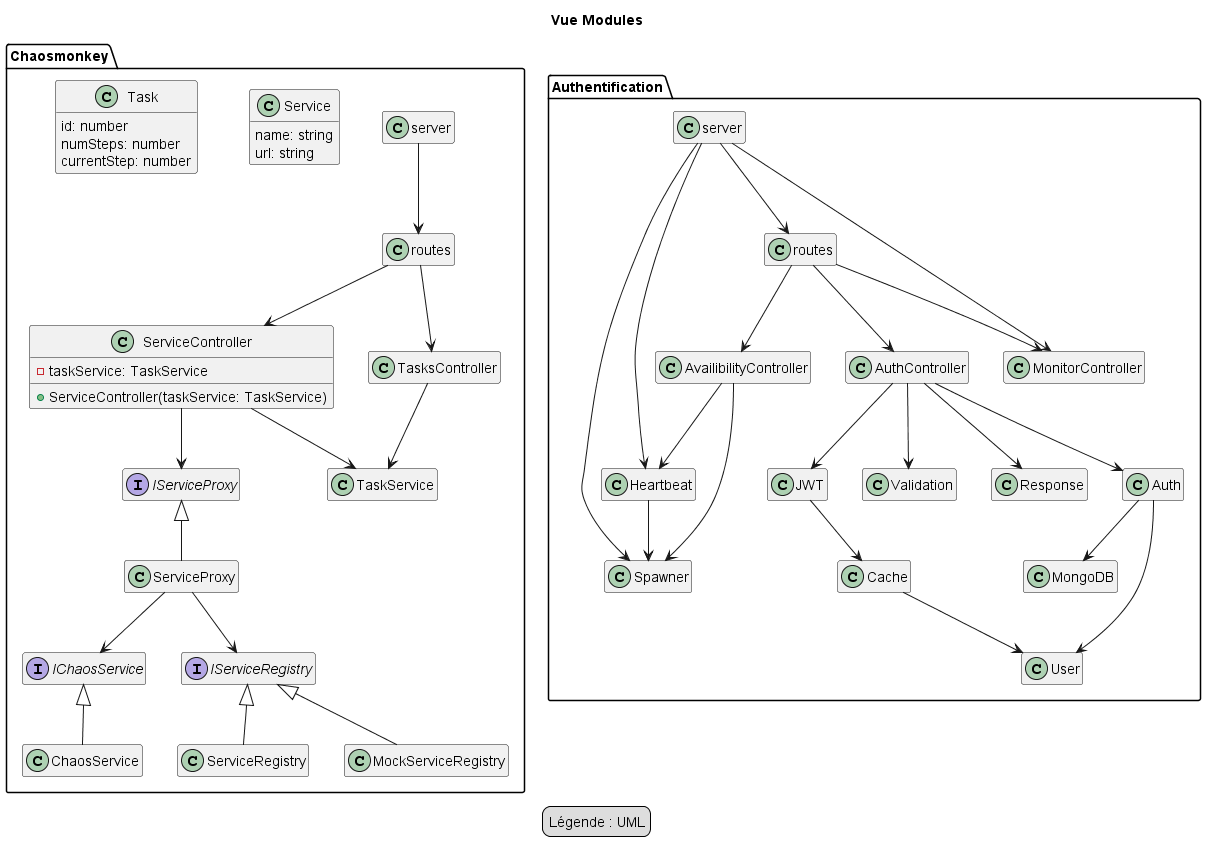 Vue Modules
Chaosmonkey
C Task
id: number
numSteps: number
currentStep: number
C Service
name: string
url: string
C server
C routes
C ServiceController
taskService: TaskService
ServiceController(taskService: TaskService)
C TasksController
I IServiceProxy
C TaskService
C ServiceProxy
I IChaosService
I IServiceRegistry
C ChaosService
C ServiceRegistry
C MockServiceRegistry
Authentification
C server
C routes
C AvailibilityController
C AuthController
C MonitorController
C Heartbeat
C JWT
C Validation
C Response
C Auth
C Spawner
C Cache
C MongoDB
C User
Légende : UML